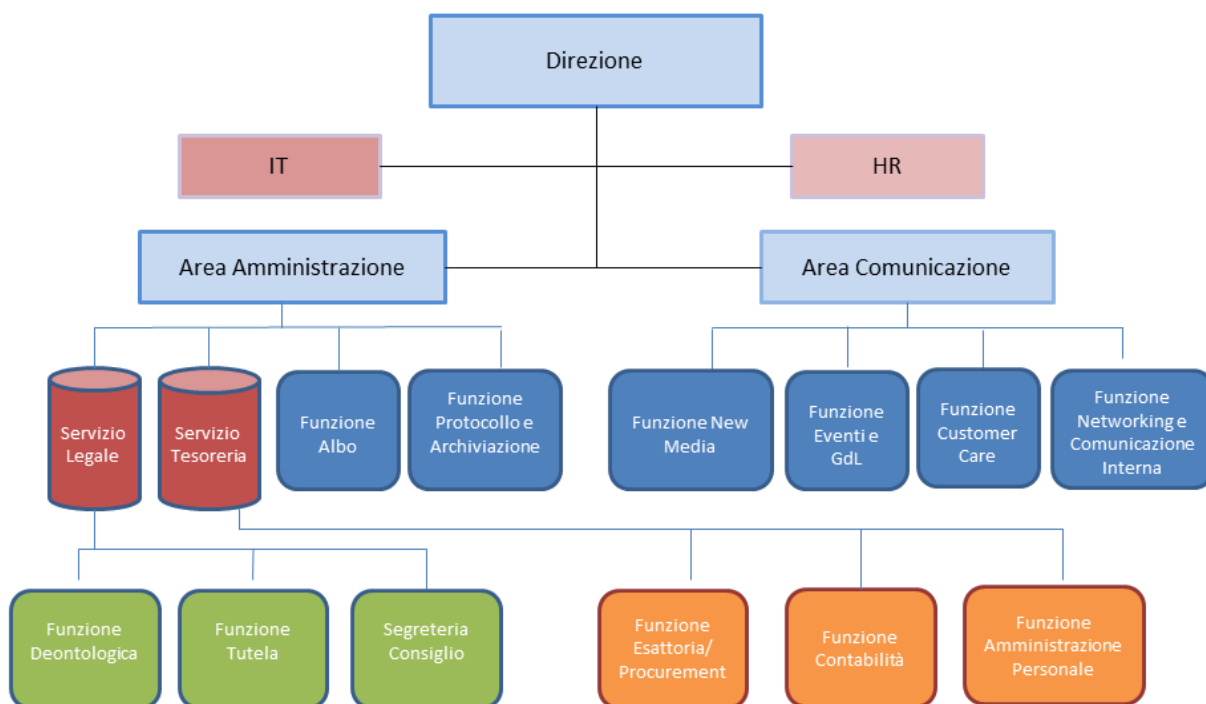 Direzione
IT
HR
Area Amministrazione
Area Comunicazione
Servizio
Legale
Servizio
Tesoreria
Funzione
Albo
Funzione
Protocollo e
Archiviazione
Funzione New
Media
Funzione
Eventi e
GdL
Funzione
Customer
Care
Funzione
Networking e
Comunicazione
Interna
Funzione
Deontologica
Funzione
Tutela
Segreteria
Consiglio
Funzione
Esattoria/
Procurement
Funzione
Contabilità
Funzione
Amministrazione
Personale